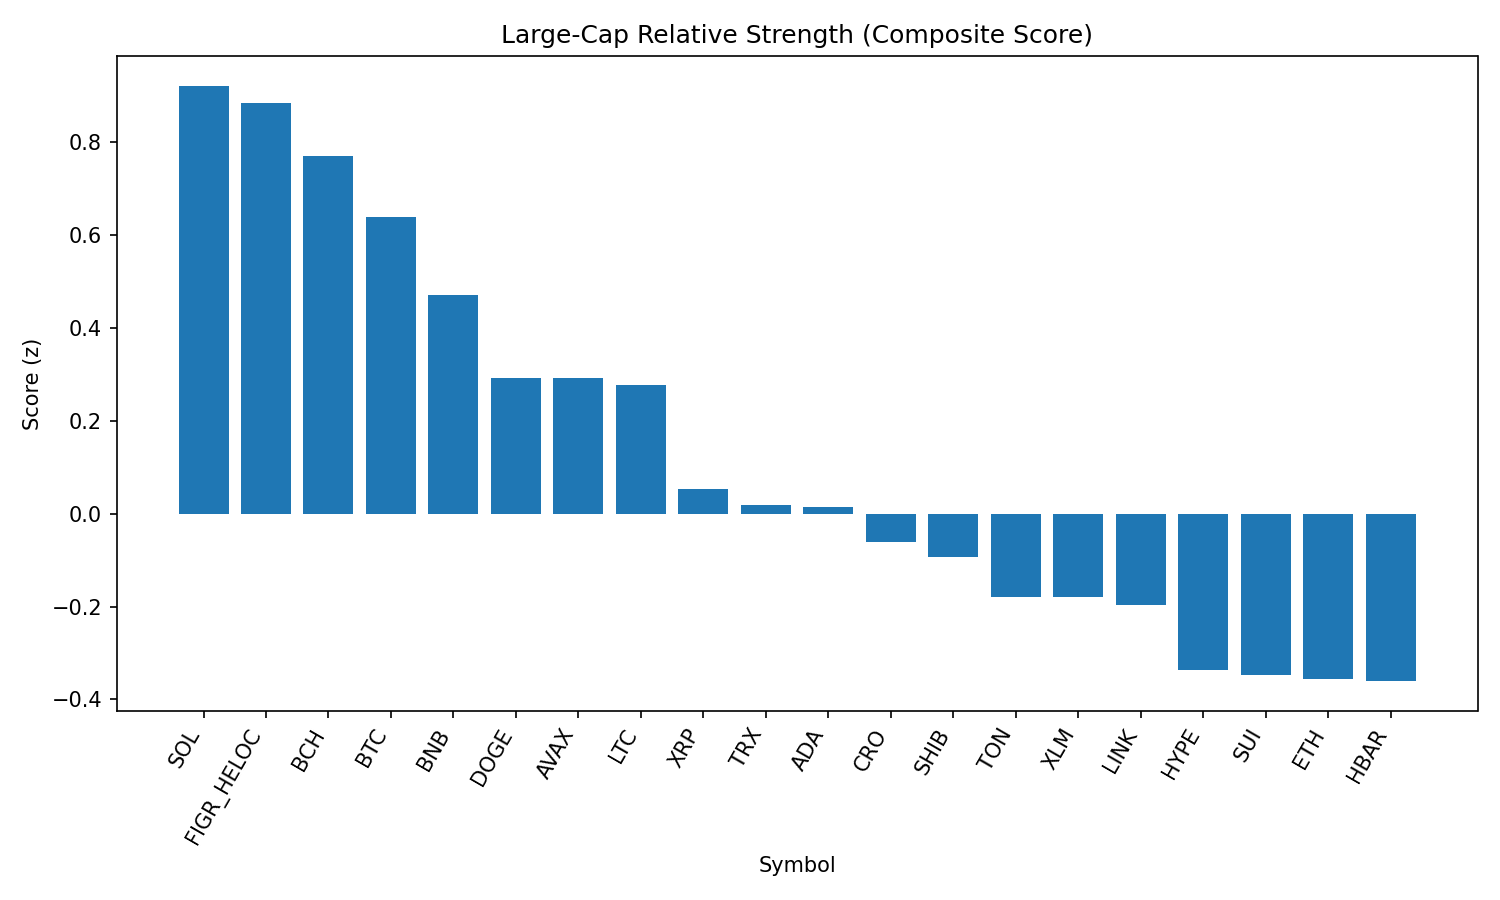 Large-Cap Relative Strength (Composite Score)
Score (z)
0.8
0.6
0.4
0.2
0.0
−0.2
−0.4
SOL
FIGR_HELOC
BCH
BTC
BNB
DOGE
AVAX
LTC
XRP
TRX
ADA
CRO
SHIB
TON
XLM
LINK
HYPE
SUI
ETH
HBAR
Symbol